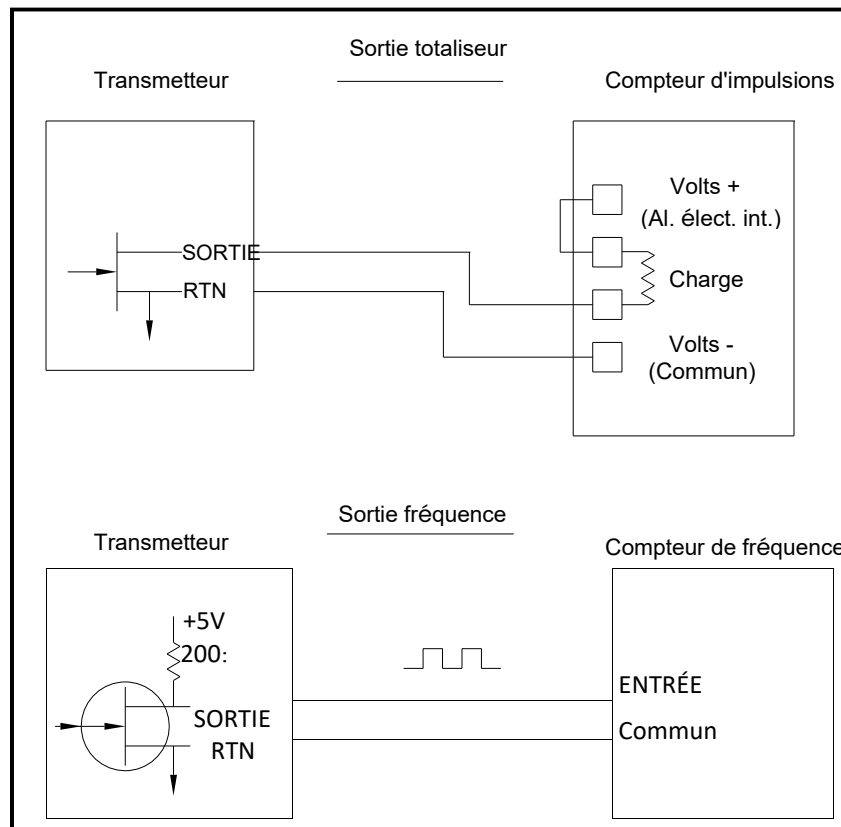 Sortie totaliseur
Transmetteur
Compteur d'impulsions
Volts +
(Al. élect. int.)
SORTIE
RTN
Charge
Volts -
(Commun)
Sortie fréquence
Transmetteur
Compteur de fréquence
+5V
200:
SORTIE
RTN
ENTRÉE
Commun